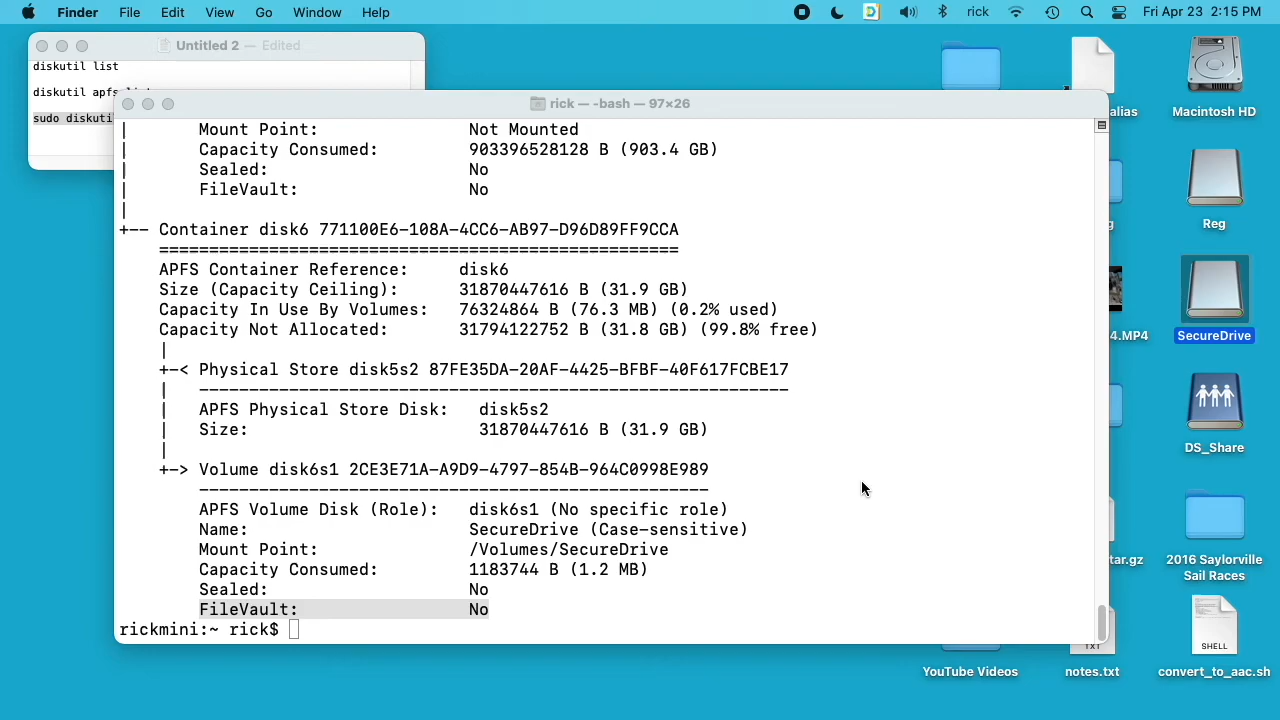 Finder File Edit View Go Window Help
rick Fri Apr 23 2:15 PM
Untitled 2 — Edited
diskutil list
diskutil apfs list
sudo diskuti
rick — -bash — 97×26
Mount Point: Not Mounted
Capacity Consumed: 903396528128 B (903.4 GB)
Sealed: No
FileVault: No
+-- Container disk6 771100E6-108A-4CC6-AB97-D96D89FF9CCA
====================================================
APFS Container Reference: disk6
Size (Capacity Ceiling): 31870447616 B (31.9 GB)
Capacity In Use By Volumes: 76324864 B (76.3 MB) (0.2% used)
Capacity Not Allocated: 31794122752 B (31.8 GB) (99.8% free)
|
+-< Physical Store disk5s2 87FE35DA-20AF-4425-BFBF-40F617FCBE17
| -----------------------------------------------------------
| APFS Physical Store Disk: disk5s2
| Size: 31870447616 B (31.9 GB)
|
+-> Volume disk6s1 2CE3E71A-A9D9-4797-854B-964C0998E989
---------------------------------------------------
APFS Volume Disk (Role): disk6s1 (No specific role)
Name: SecureDrive (Case-sensitive)
Mount Point: /Volumes/SecureDrive
Capacity Consumed: 1183744 B (1.2 MB)
Sealed: No
FileVault: No
rickmini:~ rick$
alias
Macintosh HD
g
Reg
4.MP4
SecureDrive
DS_Share
tar.gz
2016 Saylorville
Sail Races
TXT
SHELL
YouTube Videos
notes.txt
convert_to_aac.sh